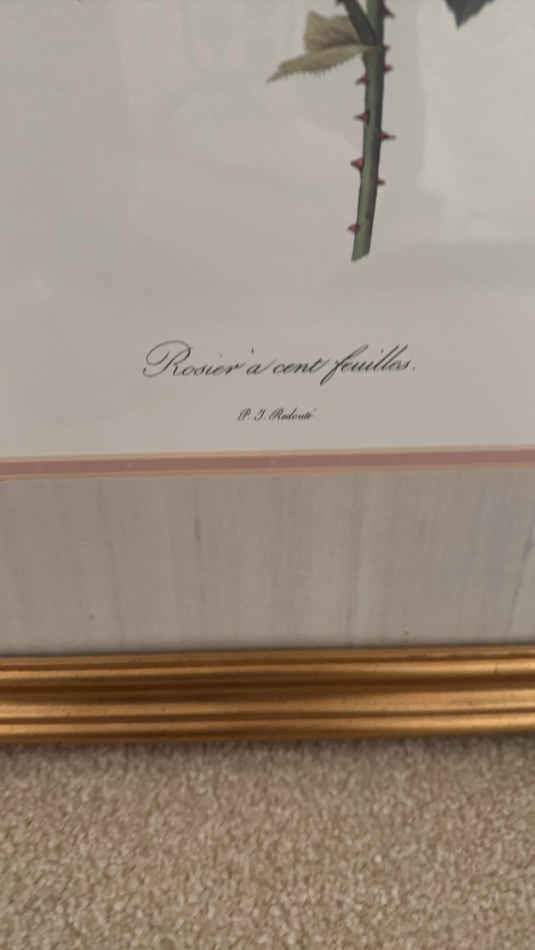 Rosier à cent feuilles.
P. J. Redouté